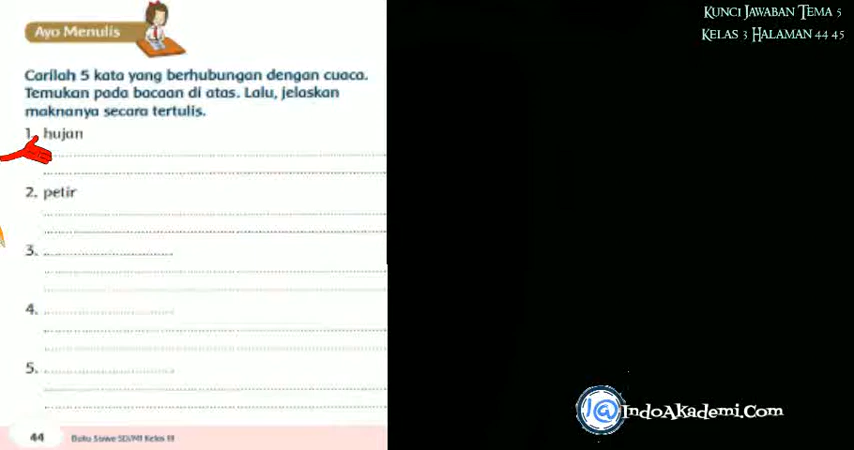 Ayo Menulis
Carilah 5 kata yang berhubungan dengan cuaca.
Temukan pada bacaan di atas. Lalu, jelaskan
maknanya secara tertulis.
1. hujan
2. petir
3.
4.
5.
44 Buku Siswa SD/MI Kelas III
Kunci Jawaban Tema 5
Kelas 3 Halaman 44 45
IndoAkademi.Com